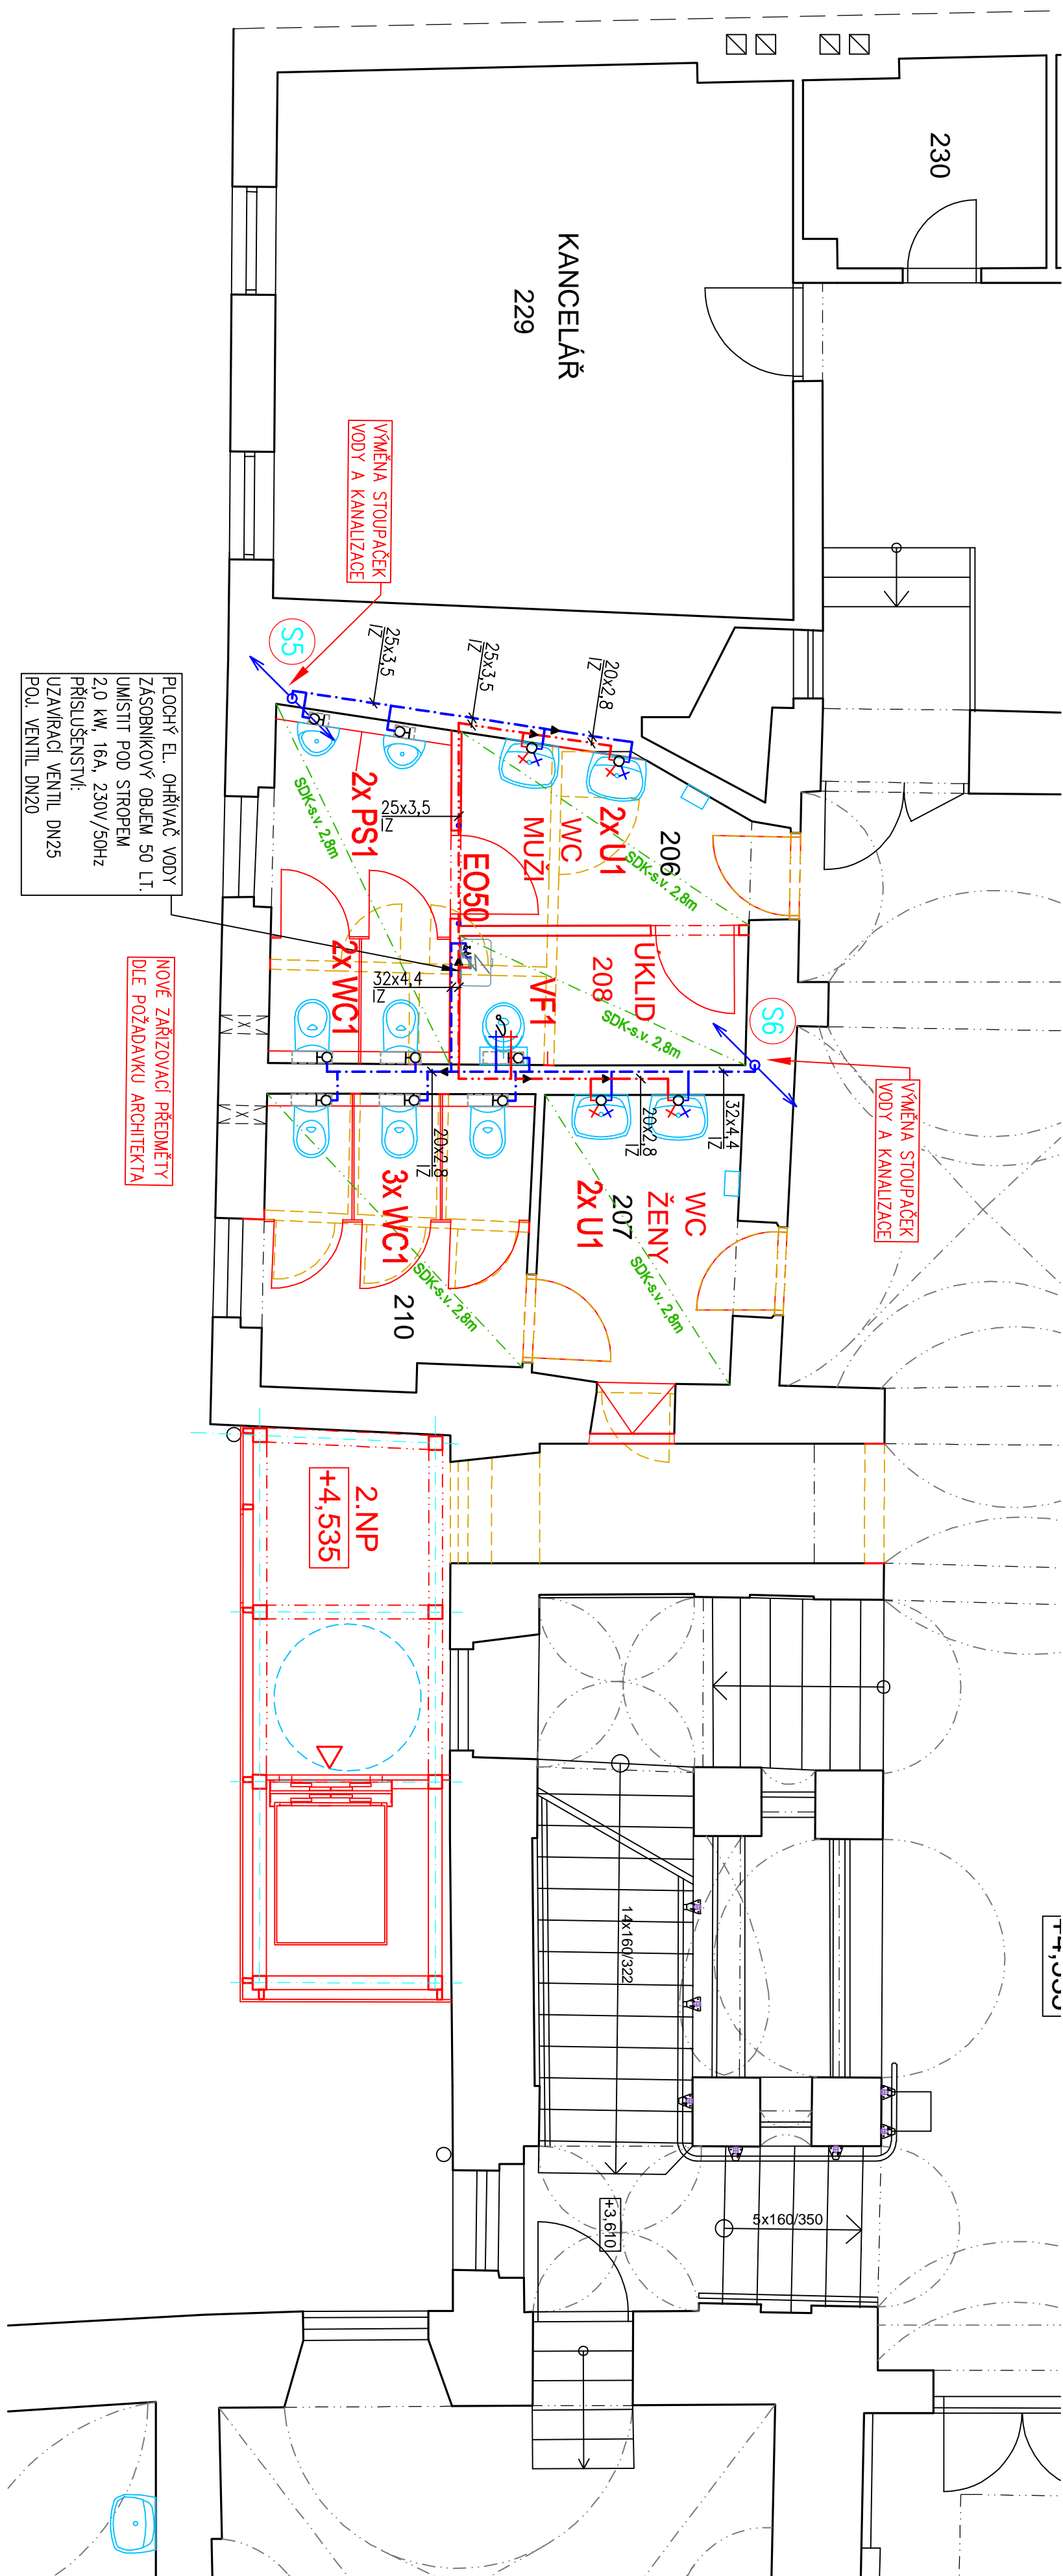 230
KANCELÁŘ
229
VÝMĚNA STOUPAČEK
VODY A KANALIZACE
S5
25x3,5
IZ
25x3,5
IZ
20x2,8
IZ
PLOCHÝ EL. OHŘÍVAČ VODY
ZÁSOBNÍKOVÝ OBJEM 50 LT.
UMÍSTIT POD STROPEM
2,0 kW, 16A, 230V/50Hz
PŘÍSLUŠENSTVÍ:
UZAVÍRACÍ VENTIL DN25
POJ. VENTIL DN20
SDK-s.v. 2,8m
2x PS1
25x3,5
IZ
EO50
WC
MUŽI
2x U1
206
SDK-s.v. 2,8m
2x WC1
32x4,4
IZ
VF1
UKLID
208
SDK-s.v. 2,8m
S6
VÝMĚNA STOUPAČEK
VODY A KANALIZACE
NOVÉ ZAŘIZOVACÍ PŘEDMĚTY
DLE POŽADAVKU ARCHITEKTA
32x4,4
IZ
20x2,8
IZ
20x2,8
IZ
WC
ŽENY
207
2x U1
SDK-s.v. 2,8m
3x WC1
210
SDK-s.v. 2,8m
2.NP
+4,535
14x160/322
+3,610
5x160/350